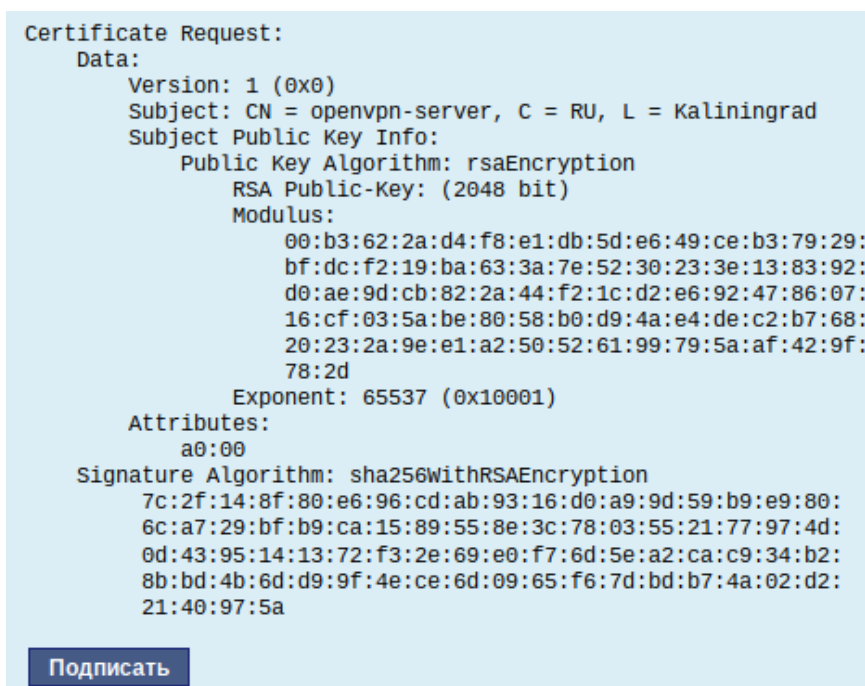 Certificate Request:
Data:
Version: 1 (0x0)
Subject: CN = openvpn-server, C = RU, L = Kaliningrad
Subject Public Key Info:
Public Key Algorithm: rsaEncryption
RSA Public-Key: (2048 bit)
Modulus:
00:b3:62:2a:d4:f8:e1:db:5d:e6:49:ce:b3:79:29:
bf:dc:f2:19:ba:63:3a:7e:52:30:23:3e:13:83:92:
d0:ae:9d:cb:82:2a:44:f2:1c:d2:e6:92:47:86:07:
16:cf:03:5a:be:80:58:b0:d9:4a:e4:de:c2:b7:68:
20:23:2a:9e:e1:a2:50:52:61:99:79:5a:af:42:9f:
78:2d
Exponent: 65537 (0x10001)
Attributes:
a0:00
Signature Algorithm: sha256WithRSAEncryption
7c:2f:14:8f:80:e6:96:cd:ab:93:16:d0:a9:9d:59:b9:e9:80:
6c:a7:29:bf:b9:ca:15:89:55:8e:3c:78:03:55:21:77:97:4d:
0d:43:95:14:13:72:f3:2e:69:e0:f7:6d:5e:a2:ca:c9:34:b2:
8b:bd:4b:6d:d9:9f:4e:ce:6d:09:65:f6:7d:bd:b7:4a:02:d2:
21:40:97:5a
Подписать